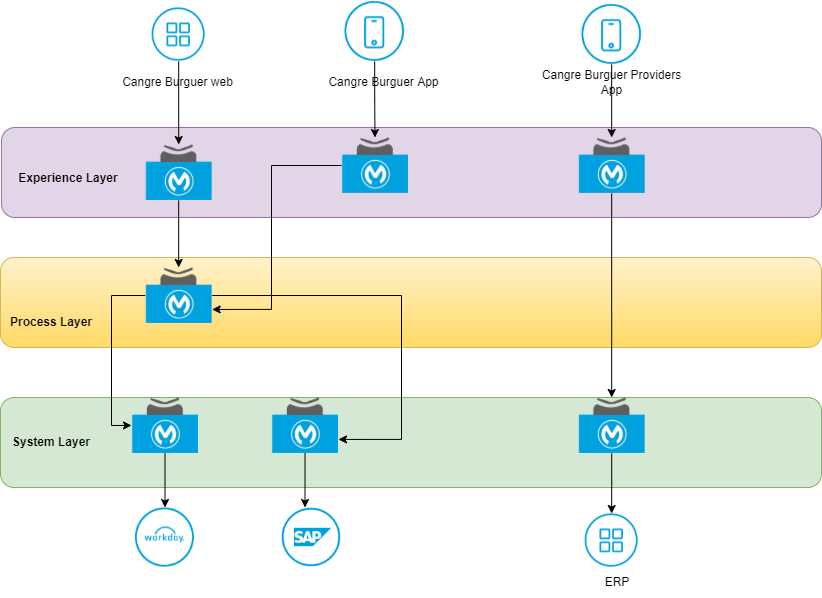 Cangre Burguer web
Cangre Burguer App
Cangre Burguer Providers
App
Experience Layer
Process Layer
System Layer
workday.
SAP
ERP